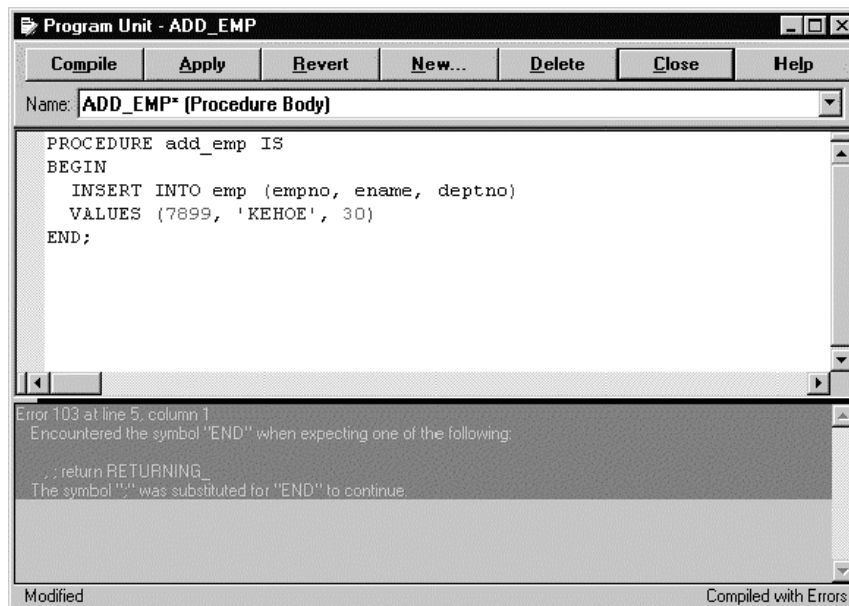 Program Unit - ADD_EMP
Compile Apply Revert New... Delete Close Help
Name: ADD_EMP* (Procedure Body)
PROCEDURE add_emp IS
BEGIN
INSERT INTO emp (empno, ename, deptno)
VALUES (7899, 'KEHOE', 30)
END;
Error 103 at line 5, column 1
Encountered the symbol "END" when expecting one of the following:
, ; return RETURNING_
The symbol ";" was substituted for "END" to continue.
Modified Compiled with Errors